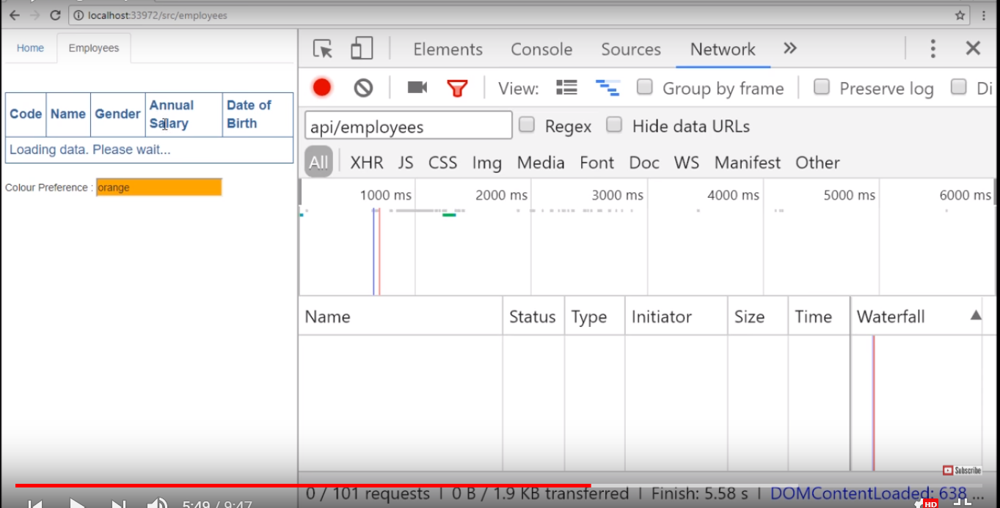 localhost:33972/src/employees
Home Employees
Code Name Gender Annual Salary Date of Birth
Loading data. Please wait...
Colour Preference : orange
Elements Console Sources Network »
View: Group by frame Preserve log Di
api/employees Regex Hide data URLs
All XHR JS CSS Img Media Font Doc WS Manifest Other
1000 ms 2000 ms 3000 ms 4000 ms 5000 ms 6000 ms
Name Status Type Initiator Size Time Waterfall
Subscribe
0 / 101 requests | 0 B / 1.9 KB transferred | Finish: 5.58 s | DOMContentLoaded: 638 ...
5:49 / 9:47 HD